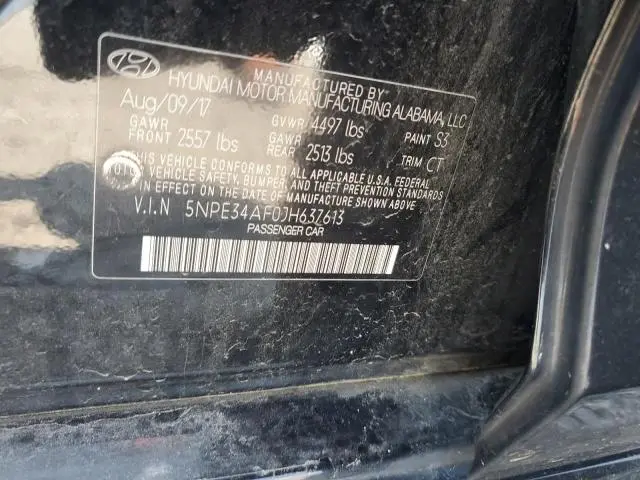 MANUFACTURED BY
HYUNDAI MOTOR MANUFACTURING ALABAMA, LLC
Aug/09/17 GVWR 4497 lbs PAINT S3
GAWR FRONT 2557 lbs GAWR REAR 2513 lbs TRIM CT
THIS VEHICLE CONFORMS TO ALL APPLICABLE U.S.A. FEDERAL
VEHICLE SAFETY, BUMPER, AND THEFT PREVENTION STANDARDS
IN EFFECT ON THE DATE OF MANUFACTURE SHOWN ABOVE.
V.I.N 5NPE34AF0JH637613
PASSENGER CAR